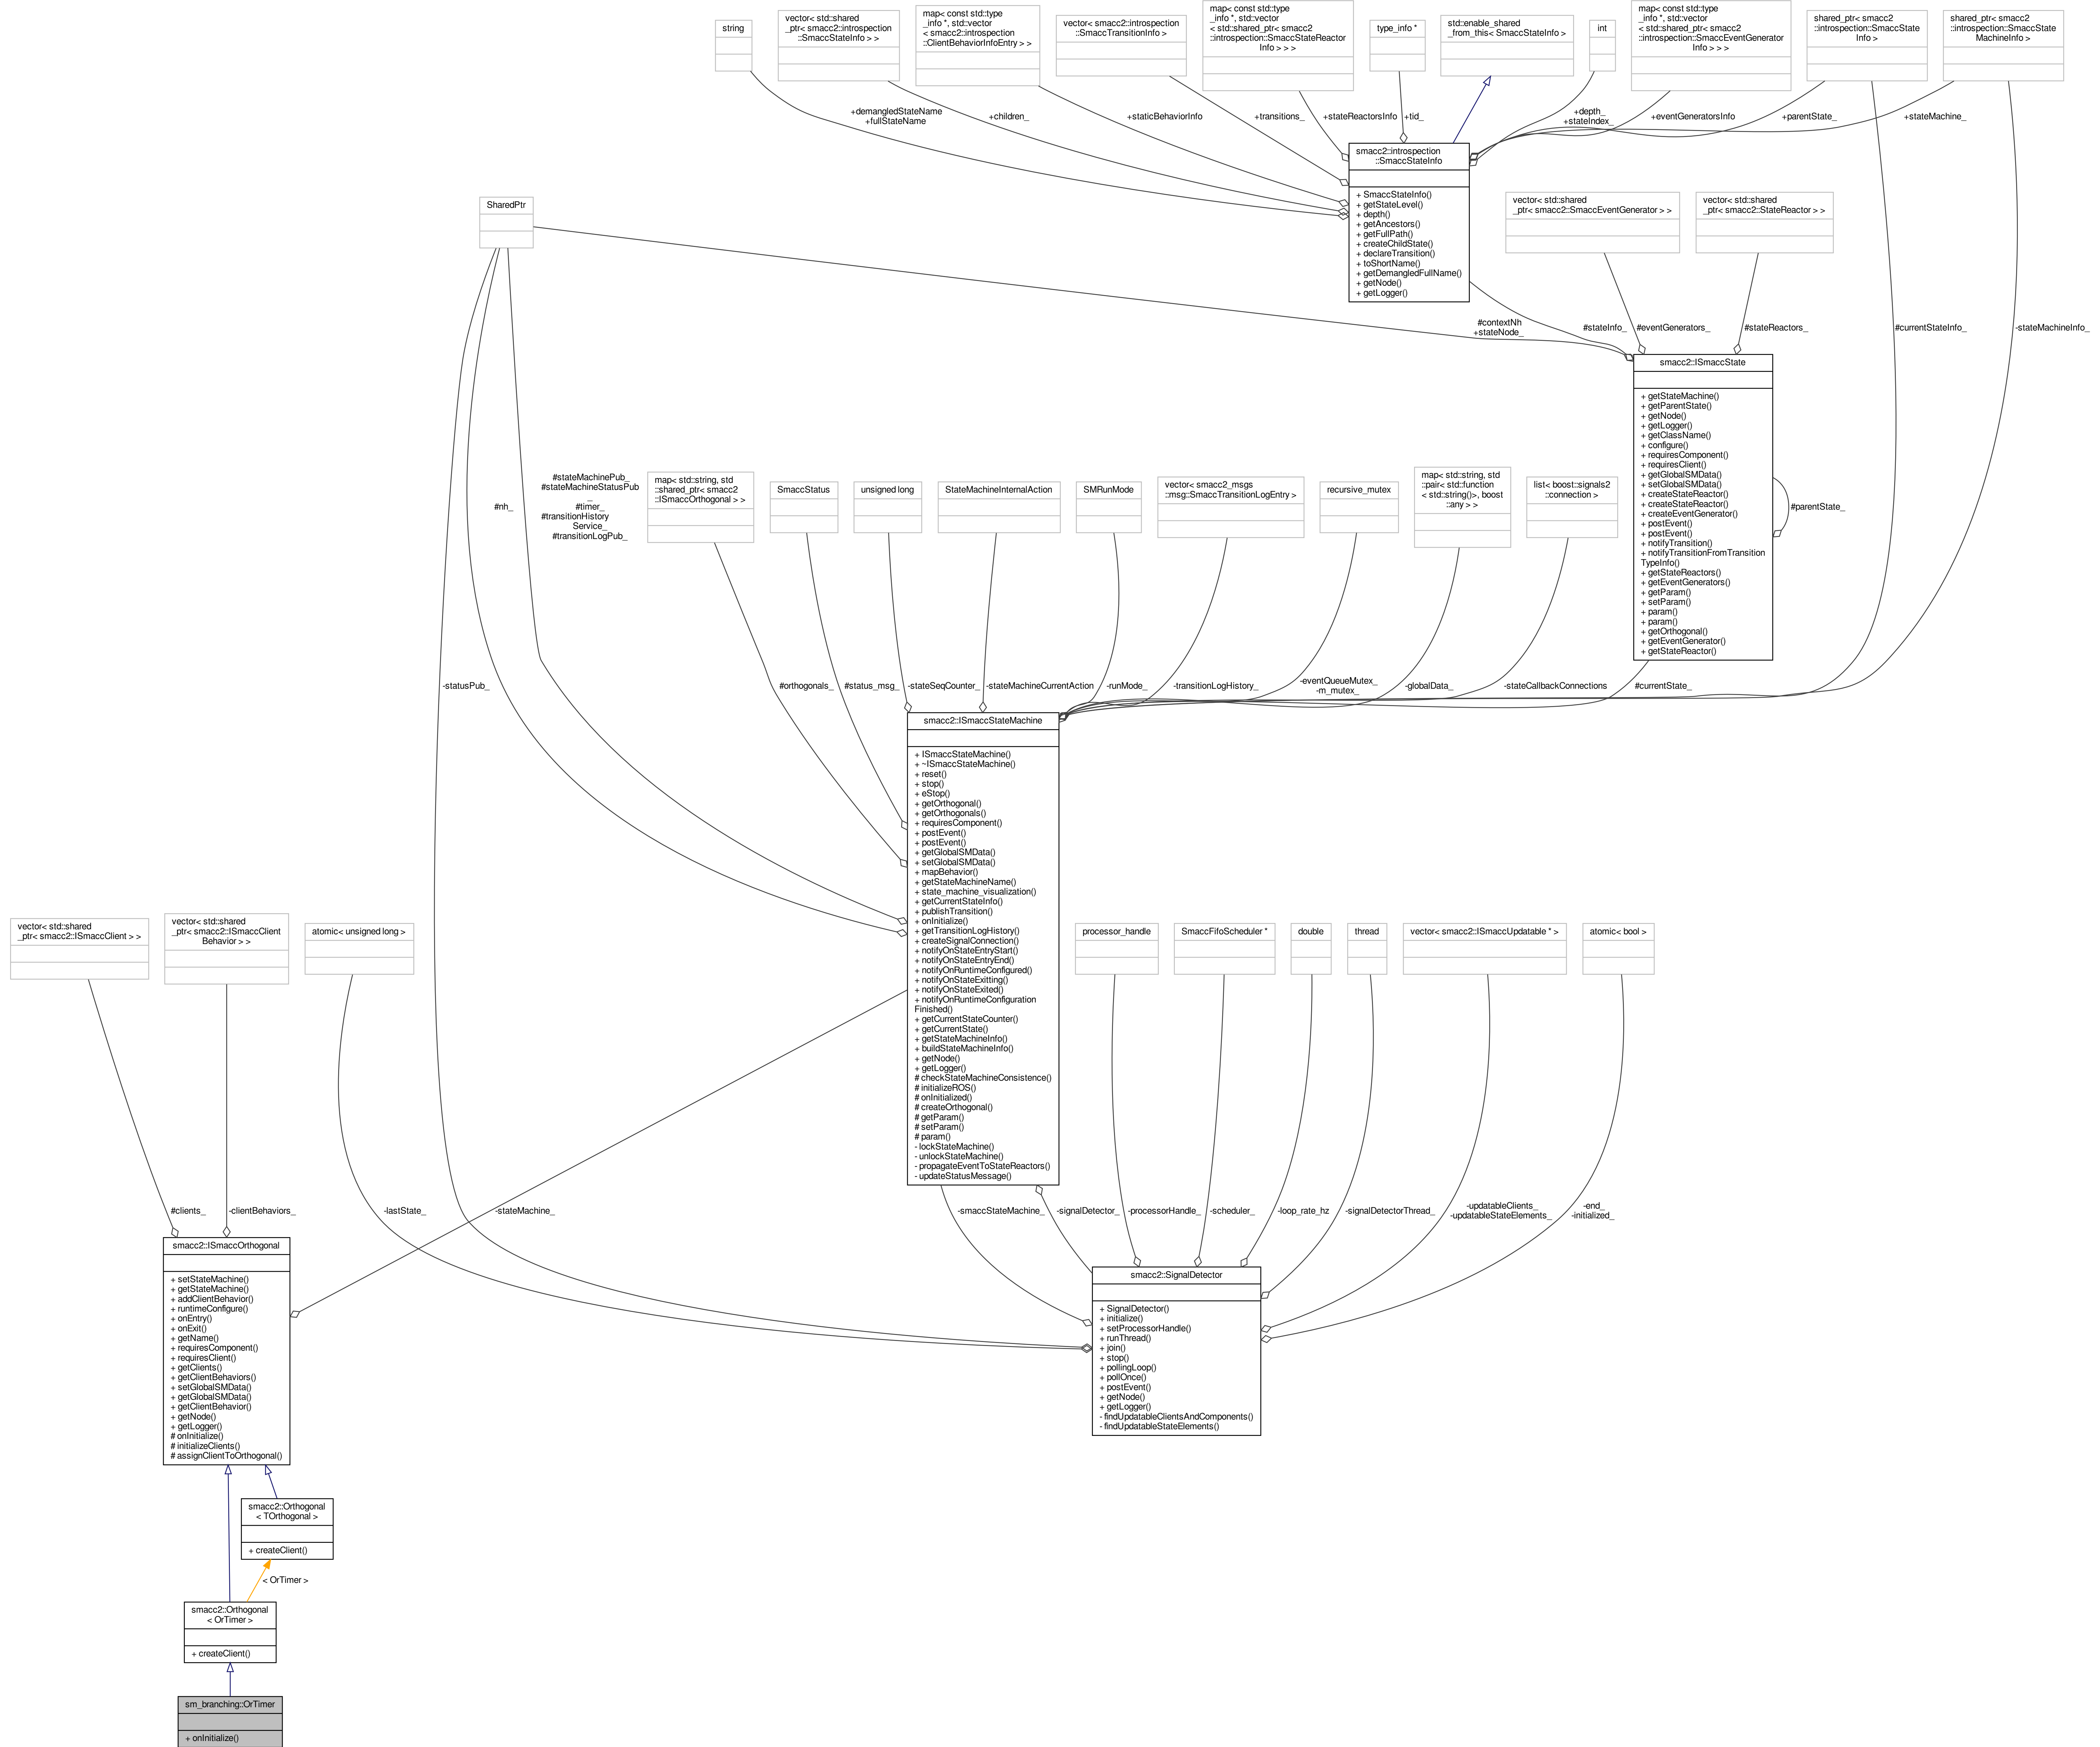 string
vector< std::shared
_ptr< smacc2::introspection
::SmaccStateInfo > >
map< const std::type
_info *, std::vector
< smacc2::introspection
::ClientBehaviorInfoEntry > >
vector< smacc2::introspection
::SmaccTransitionInfo >
map< const std::type
_info *, std::vector
< std::shared_ptr< smacc2
::introspection::SmaccStateReactor
Info > > >
type_info *
std::enable_shared
_from_this< SmaccStateInfo >
int
map< const std::type
_info *, std::vector
< std::shared_ptr< smacc2
::introspection::SmaccEventGenerator
Info > > >
shared_ptr< smacc2
::introspection::SmaccState
Info >
shared_ptr< smacc2
::introspection::SmaccState
MachineInfo >
+demangledStateName
+fullStateName
+children_
+staticBehaviorInfo
+transitions_
+stateReactorsInfo
+tid_
+depth_
+stateIndex_
+eventGeneratorsInfo
+parentState_
+stateMachine_
smacc2::introspection
::SmaccStateInfo
+ SmaccStateInfo()
+ getStateLevel()
+ depth()
+ getAncestors()
+ getFullPath()
+ createChildState()
+ declareTransition()
+ toShortName()
+ getDemangledFullName()
+ getNode()
+ getLogger()
SharedPtr
vector< std::shared
_ptr< smacc2::SmaccEventGenerator > >
vector< std::shared
_ptr< smacc2::StateReactor > >
#contextNh
+stateNode_
#stateInfo_
#eventGenerators_
#stateReactors_
#currentStateInfo_
-stateMachineInfo_
smacc2::ISmaccState
+ getStateMachine()
+ getParentState()
+ getNode()
+ getLogger()
+ getClassName()
+ configure()
+ requiresComponent()
+ requiresClient()
+ getGlobalSMData()
+ setGlobalSMData()
+ createStateReactor()
+ createStateReactor()
+ createEventGenerator()
+ postEvent()
+ postEvent()
+ notifyTransition()
+ notifyTransitionFromTransition
TypeInfo()
+ getStateReactors()
+ getEventGenerators()
+ getParam()
+ setParam()
+ param()
+ param()
+ getOrthogonal()
+ getEventGenerator()
+ getStateReactor()
#parentState_
#nh_
#stateMachinePub_
#stateMachineStatusPub
_
#timer_
#transitionHistory
Service_
#transitionLogPub_
map< std::string, std
::shared_ptr< smacc2
::ISmaccOrthogonal > >
SmaccStatus
unsigned long
StateMachineInternalAction
SMRunMode
vector< smacc2_msgs
::msg::SmaccTransitionLogEntry >
recursive_mutex
map< std::string, std
::pair< std::function
< std::string()>, boost
::any > >
list< boost::signals2
::connection >
-statusPub_
#orthogonals_
#status_msg_
-stateSeqCounter_
-stateMachineCurrentAction
-runMode_
-transitionLogHistory_
-eventQueueMutex_
-m_mutex_
-globalData_
-stateCallbackConnections
#currentState_
smacc2::ISmaccStateMachine
+ ISmaccStateMachine()
+ ~ISmaccStateMachine()
+ reset()
+ stop()
+ eStop()
+ getOrthogonal()
+ getOrthogonals()
+ requiresComponent()
+ postEvent()
+ postEvent()
+ getGlobalSMData()
+ setGlobalSMData()
+ mapBehavior()
+ getStateMachineName()
+ state_machine_visualization()
+ getCurrentStateInfo()
+ publishTransition()
+ onInitialize()
+ getTransitionLogHistory()
+ createSignalConnection()
+ notifyOnStateEntryStart()
+ notifyOnStateEntryEnd()
+ notifyOnRuntimeConfigured()
+ notifyOnStateExitting()
+ notifyOnStateExited()
+ notifyOnRuntimeConfiguration
Finished()
+ getCurrentStateCounter()
+ getCurrentState()
+ getStateMachineInfo()
+ buildStateMachineInfo()
+ getNode()
+ getLogger()
# checkStateMachineConsistence()
# initializeROS()
# onInitialized()
# createOrthogonal()
# getParam()
# setParam()
# param()
- lockStateMachine()
- unlockStateMachine()
- propagateEventToStateReactors()
- updateStatusMessage()
vector< std::shared
_ptr< smacc2::ISmaccClient > >
vector< std::shared
_ptr< smacc2::ISmaccClient
Behavior > >
atomic< unsigned long >
processor_handle
SmaccFifoScheduler *
double
thread
vector< smacc2::ISmaccUpdatable * >
atomic< bool >
#clients_
-clientBehaviors_
-lastState_
-stateMachine_
-smaccStateMachine_
-signalDetector_
-processorHandle_
-scheduler_
-loop_rate_hz
-signalDetectorThread_
-updatableClients_
-updatableStateElements_
-end_
-initialized_
smacc2::ISmaccOrthogonal
+ setStateMachine()
+ getStateMachine()
+ addClientBehavior()
+ runtimeConfigure()
+ onEntry()
+ onExit()
+ getName()
+ requiresComponent()
+ requiresClient()
+ getClients()
+ getClientBehaviors()
+ setGlobalSMData()
+ getGlobalSMData()
+ getClientBehavior()
+ getNode()
+ getLogger()
# onInitialize()
# initializeClients()
# assignClientToOrthogonal()
smacc2::SignalDetector
+ SignalDetector()
+ initialize()
+ setProcessorHandle()
+ runThread()
+ join()
+ stop()
+ pollingLoop()
+ pollOnce()
+ postEvent()
+ getNode()
+ getLogger()
- findUpdatableClientsAndComponents()
- findUpdatableStateElements()
smacc2::Orthogonal
< TOrthogonal >
+ createClient()
< OrTimer >
smacc2::Orthogonal
< OrTimer >
+ createClient()
sm_branching::OrTimer
+ onInitialize()